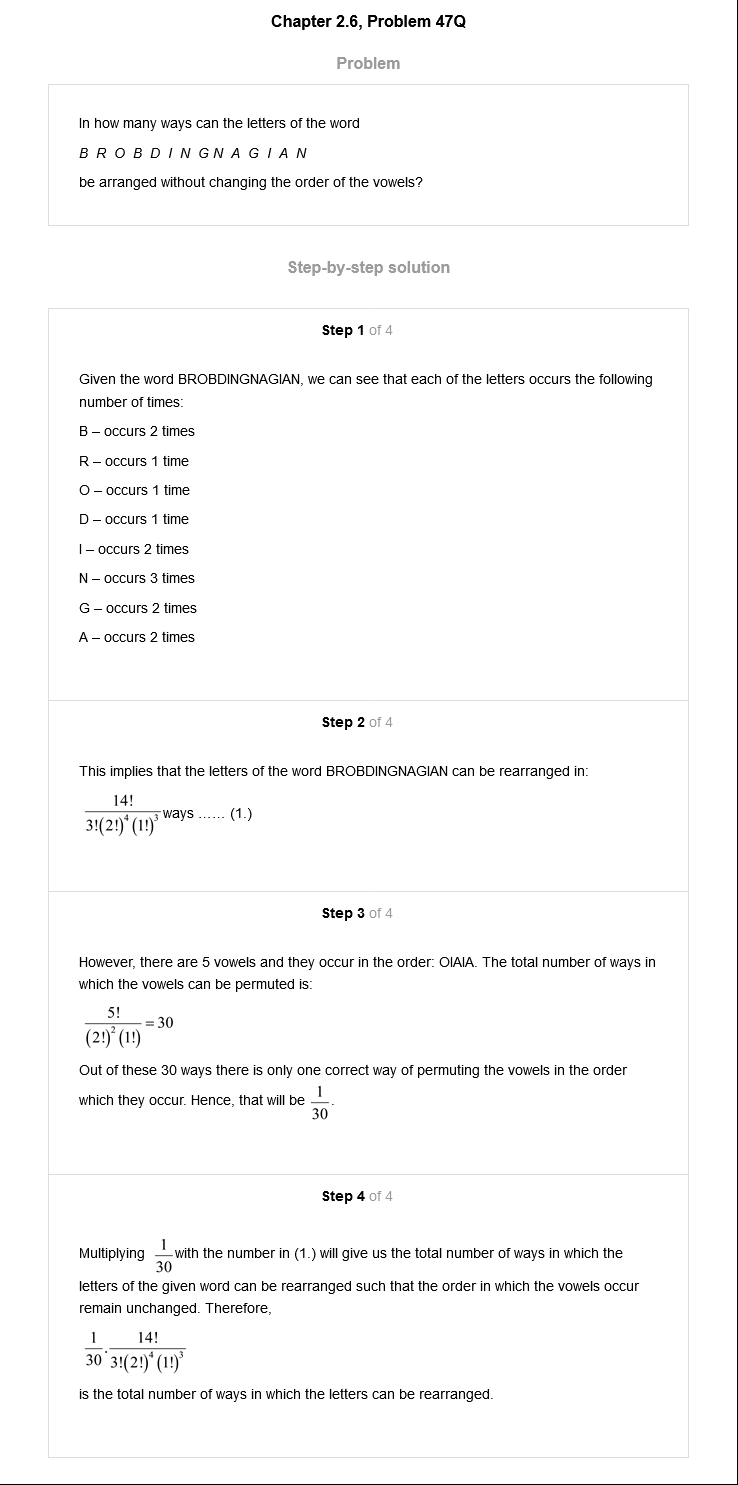 Chapter 2.6, Problem 47Q
Problem
In how many ways can the letters of the word
B R O B D I N G N A G I A N
be arranged without changing the order of the vowels?
Step-by-step solution
Step 1 of 4
Given the word BROBDINGNAGIAN, we can see that each of the letters occurs the following
number of times:
B – occurs 2 times
R – occurs 1 time
O – occurs 1 time
D – occurs 1 time
I – occurs 2 times
N – occurs 3 times
G – occurs 2 times
A – occurs 2 times
Step 2 of 4
This implies that the letters of the word BROBDINGNAGIAN can be rearranged in:
14!
3!(2!)⁴(1!)³ ways ...... (1.)
Step 3 of 4
However, there are 5 vowels and they occur in the order: OIAIA. The total number of ways in
which the vowels can be permuted is:
5!
(2!)²(1!) = 30
Out of these 30 ways there is only one correct way of permuting the vowels in the order
which they occur. Hence, that will be 1/30.
Step 4 of 4
Multiplying 1/30 with the number in (1.) will give us the total number of ways in which the
letters of the given word can be rearranged such that the order in which the vowels occur
remain unchanged. Therefore,
1/30 · 14!
3!(2!)⁴(1!)³
is the total number of ways in which the letters can be rearranged.